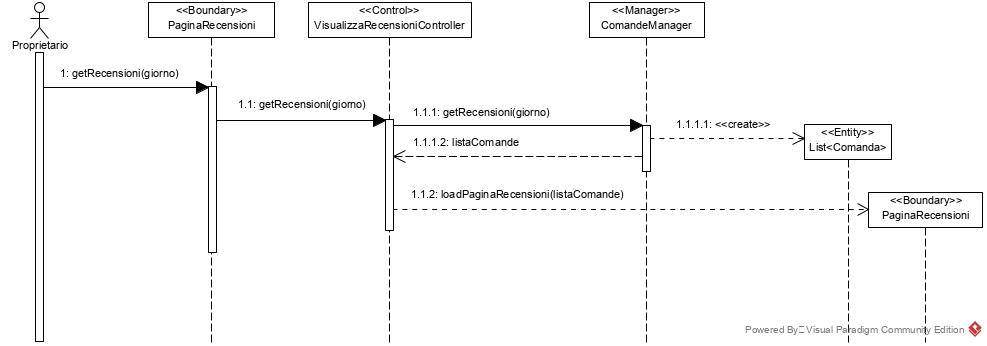 <<Boundary>>
PaginaRecensioni
<<Control>>
VisualizzaRecensioniController
<<Manager>>
ComandeManager
Proprietario
1: getRecensioni(giorno)
1.1: getRecensioni(giorno)
1.1.1: getRecensioni(giorno)
1.1.1.1: <<create>>
<<Entity>>
List<Comanda>
1.1.1.2: listaComande
1.1.2: loadPaginaRecensioni(listaComande)
<<Boundary>>
PaginaRecensioni
Powered By Visual Paradigm Community Edition